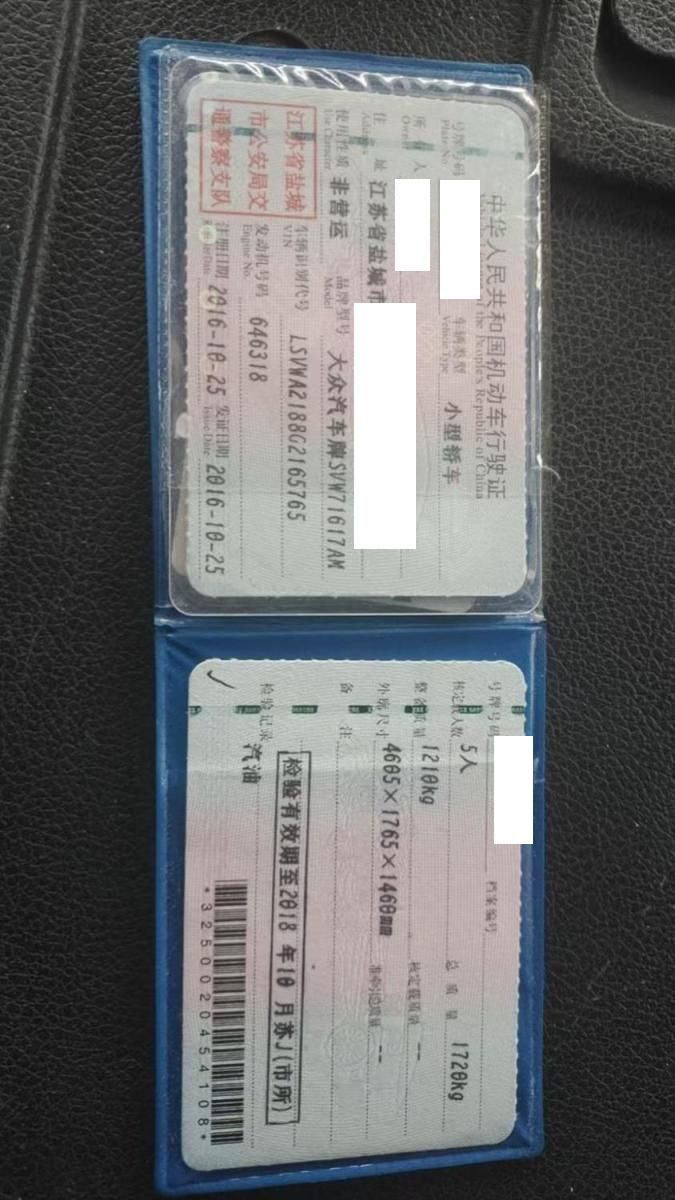 中华人民共和国机动车行驶证
the People's Republic of China
号牌号码 车辆类型 小型轿车
Plate No. Vehicle Type
所有人
Owner
住址 江苏省盐城市
Address
使用性质 非营运 品牌型号 大众汽车牌SVW71617AM
Use Character Model
江苏省盐城
市公安局交
通警察支队
车辆识别代号 LSVWA2188G2165765
VIN
发动机号码 646318
Engine No.
注册日期 2016-10-25 发证日期 2016-10-25
Issue Date
号牌号码 档案编号
核定载人数 5人 总质量 1720kg
整备质量 1210kg 核定载质量 --
外廓尺寸 4605×1765×1460mm 准牵引总质量 --
备注
检验有效期至2018 年10 月苏J(市所)
检验记录
汽油
*3250020454108*